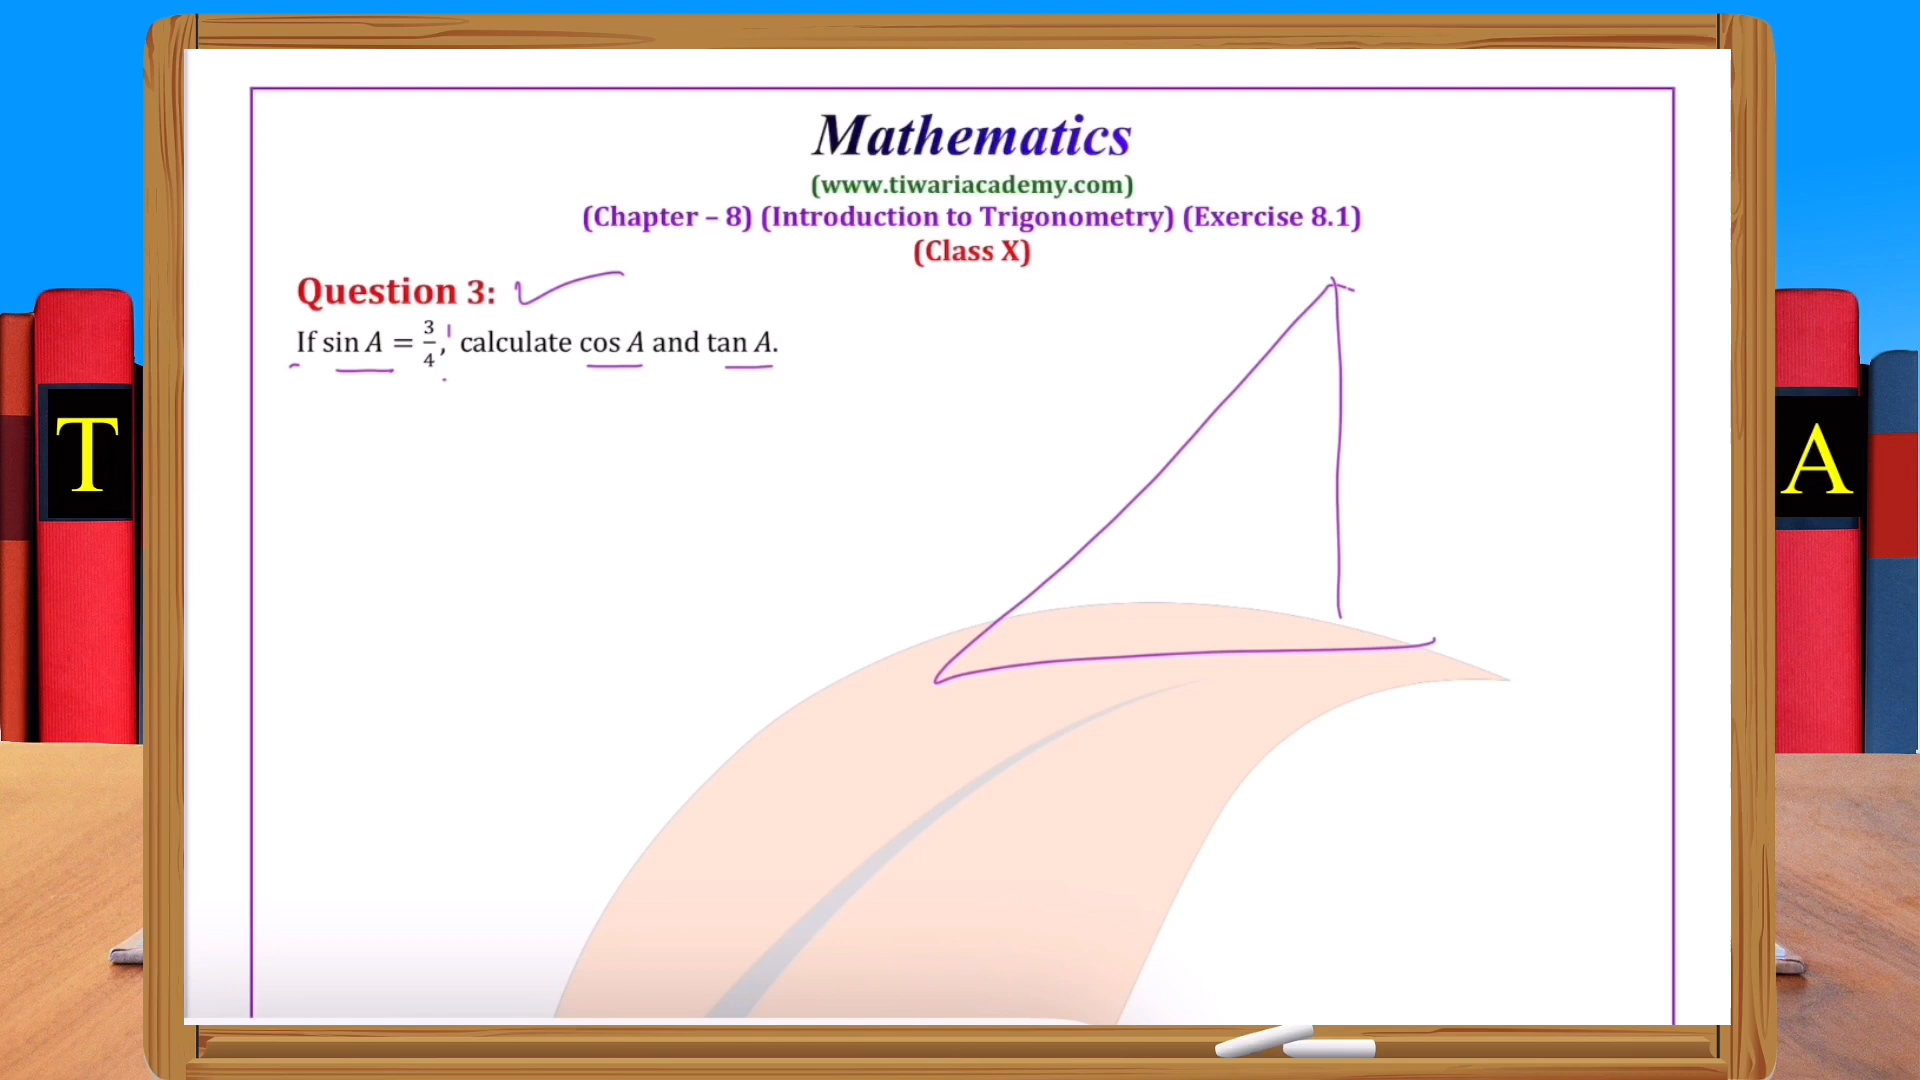 Mathematics
(www.tiwariacademy.com)
(Chapter – 8) (Introduction to Trigonometry) (Exercise 8.1)
(Class X)
Question 3:
If sin A = 3/4, calculate cos A and tan A.
T
A